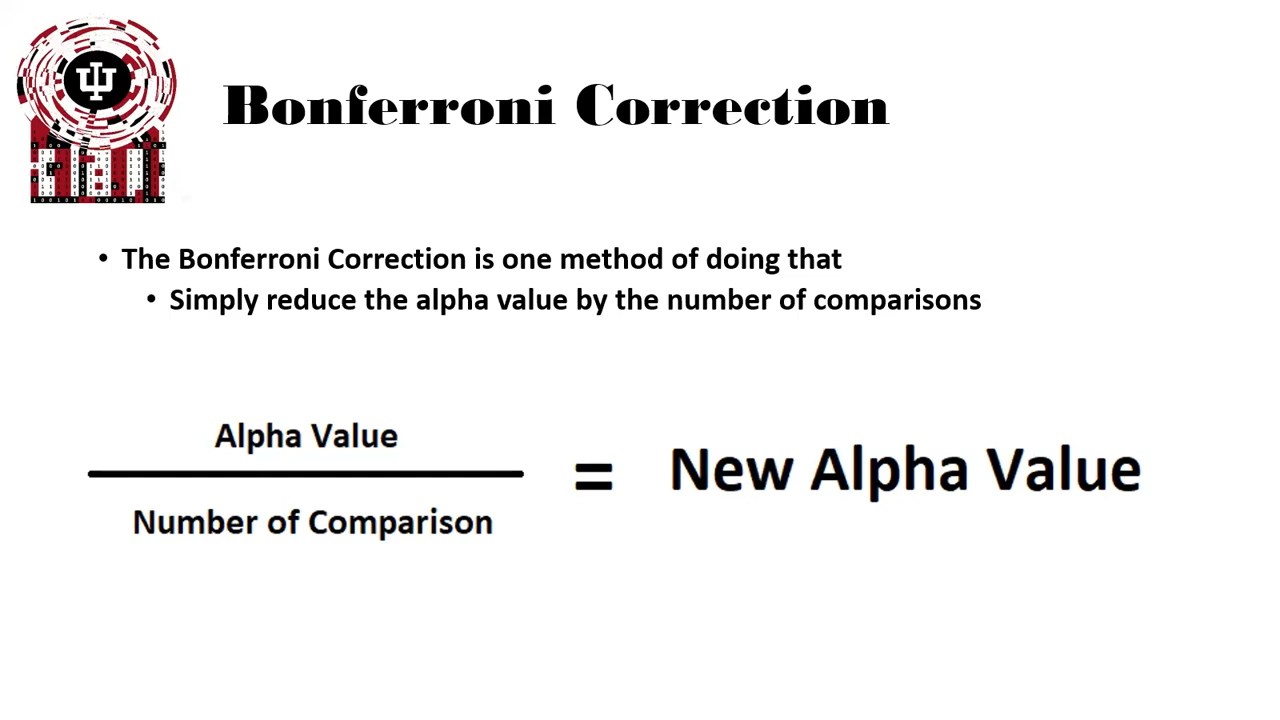 Bonferroni Correction
• The Bonferroni Correction is one method of doing that
• Simply reduce the alpha value by the number of comparisons
Alpha Value
Number of Comparison
= New Alpha Value